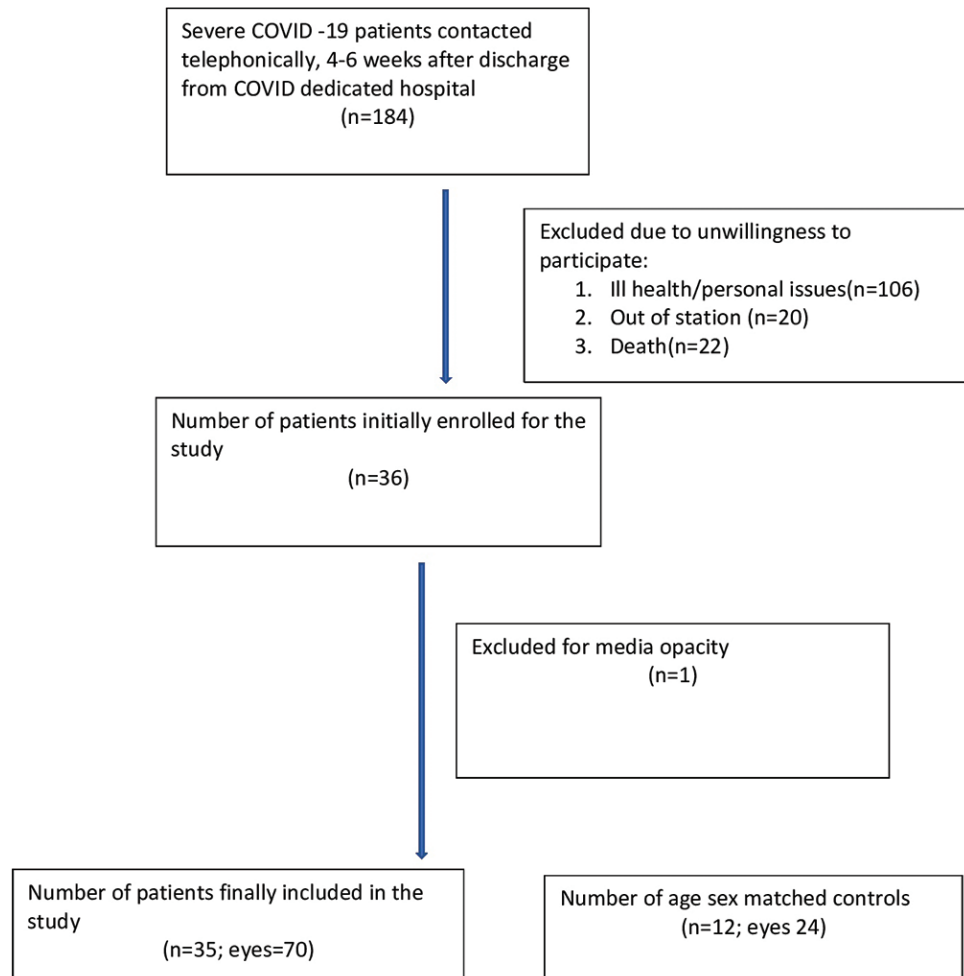 Severe COVID -19 patients contacted
telephonically, 4-6 weeks after discharge
from COVID dedicated hospital
(n=184)
Excluded due to unwillingness to
participate:
1. Ill health/personal issues(n=106)
2. Out of station (n=20)
3. Death(n=22)
Number of patients initially enrolled for the
study
(n=36)
Excluded for media opacity
(n=1)
Number of patients finally included in the
study
(n=35; eyes=70)
Number of age sex matched controls
(n=12; eyes 24)